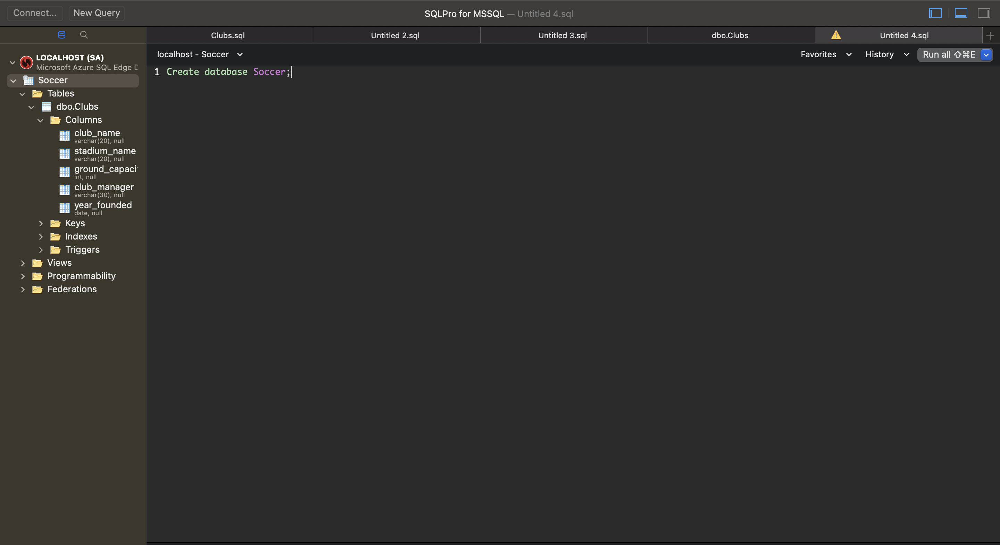 Connect...
New Query
SQLPro for MSSQL — Untitled 4.sql
Clubs.sql
Untitled 2.sql
Untitled 3.sql
dbo.Clubs
Untitled 4.sql
localhost - Soccer
Favorites
History
Run all ⇧⌘E
LOCALHOST (SA)
Microsoft Azure SQL Edge D
Soccer
Tables
dbo.Clubs
Columns
club_name
varchar(20), null
stadium_name
varchar(20), null
ground_capaci
int, null
club_manager
varchar(30), null
year_founded
date, null
Keys
Indexes
Triggers
Views
Programmability
Federations
1 Create database Soccer;